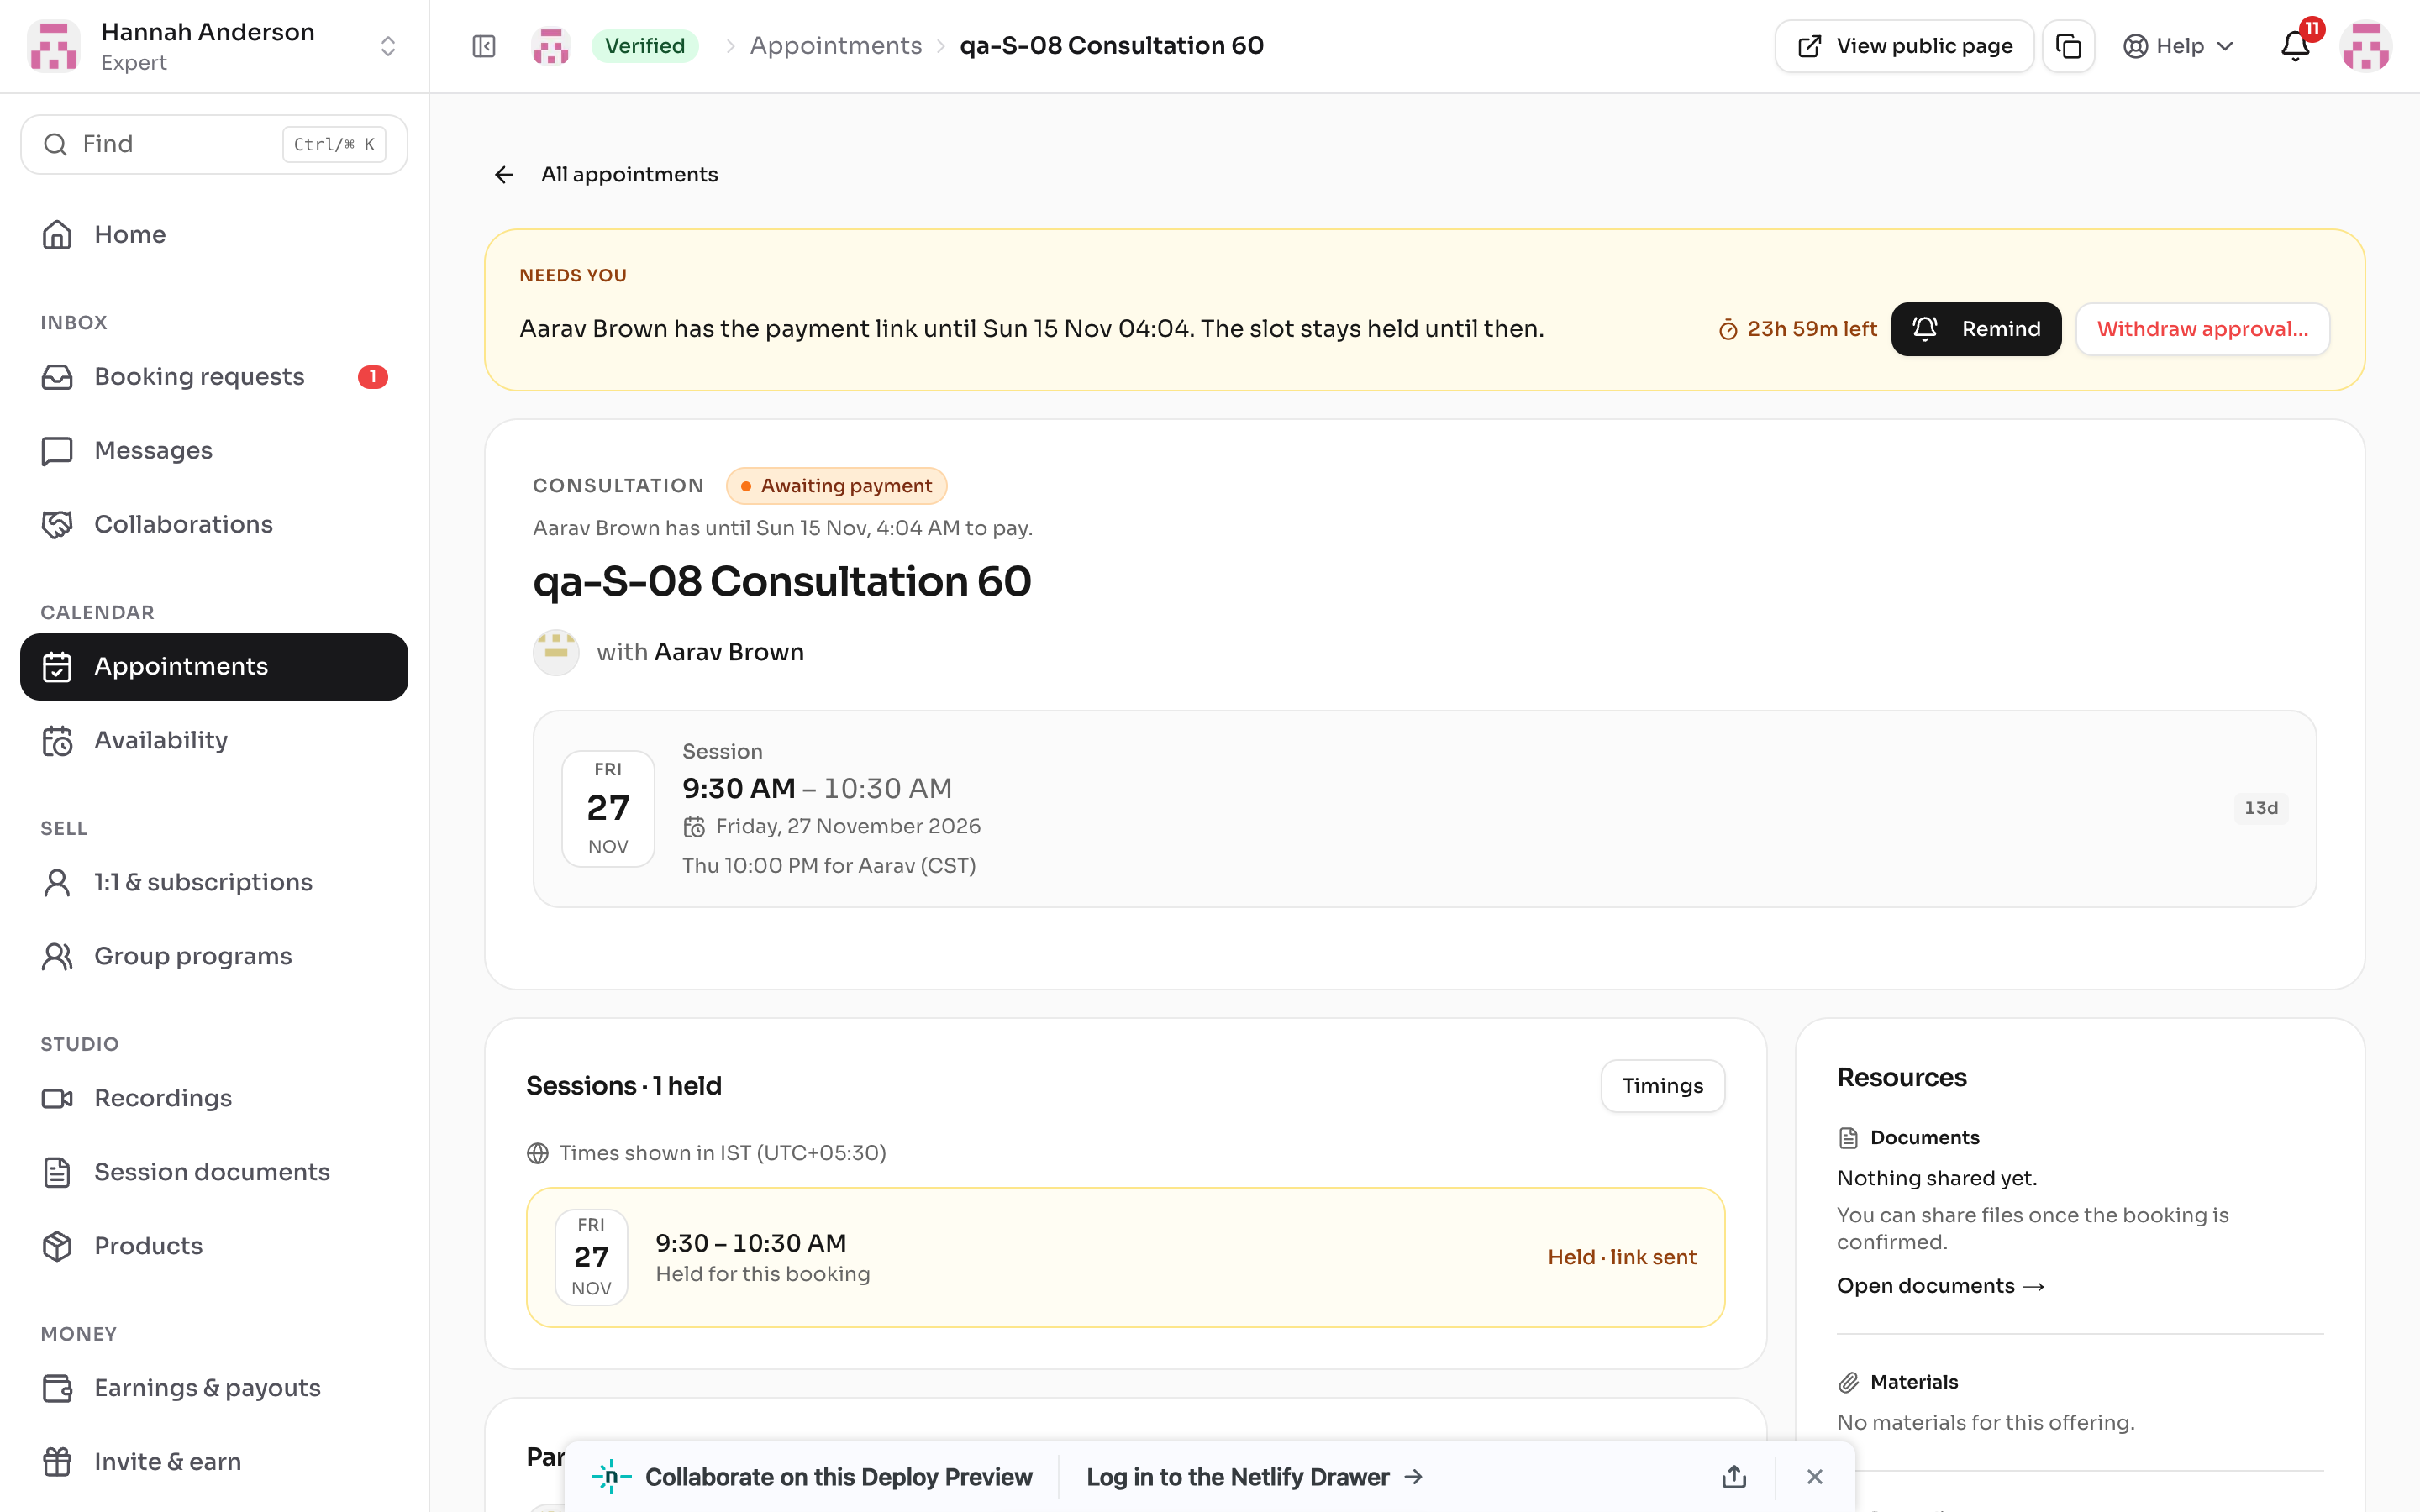 Hannah Anderson
Expert
Verified
Appointments
qa-S-08 Consultation 60
View public page
Help
11
Find
Ctrl/⌘ K
Home
INBOX
Booking requests
1
Messages
Collaborations
CALENDAR
Appointments
Availability
SELL
1:1 & subscriptions
Group programs
STUDIO
Recordings
Session documents
Products
MONEY
Earnings & payouts
Invite & earn
All appointments
NEEDS YOU
Aarav Brown has the payment link until Sun 15 Nov 04:04. The slot stays held until then.
23h 59m left
Remind
Withdraw approval...
CONSULTATION
Awaiting payment
Aarav Brown has until Sun 15 Nov, 4:04 AM to pay.
qa-S-08 Consultation 60
with Aarav Brown
FRI
27
NOV
Session
9:30 AM – 10:30 AM
Friday, 27 November 2026
Thu 10:00 PM for Aarav (CST)
13d
Sessions · 1 held
Timings
Times shown in IST (UTC+05:30)
FRI
27
NOV
9:30 – 10:30 AM
Held for this booking
Held · link sent
Resources
Documents
Nothing shared yet.
You can share files once the booking is
confirmed.
Open documents →
Materials
No materials for this offering.
Collaborate on this Deploy Preview
Log in to the Netlify Drawer →